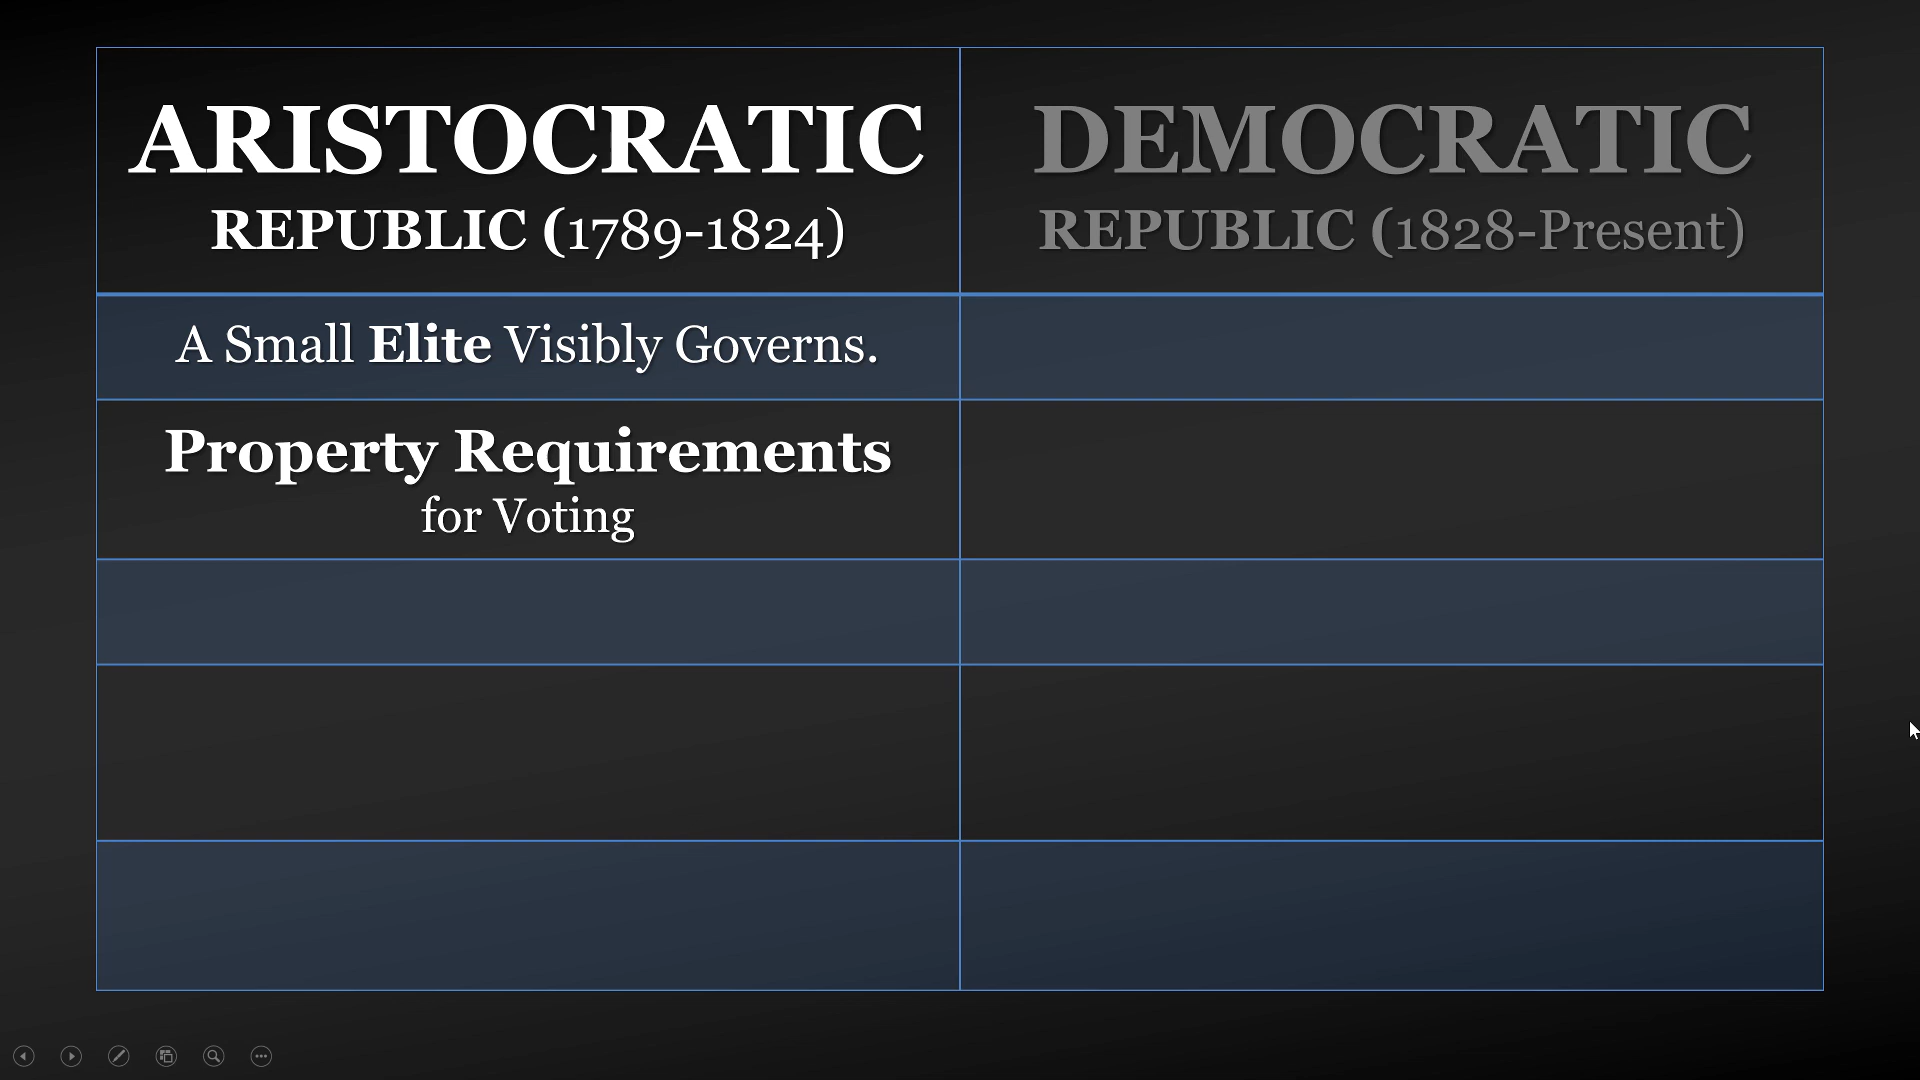 ARISTOCRATIC
REPUBLIC (1789-1824)
DEMOCRATIC
REPUBLIC (1828-Present)
A Small Elite Visibly Governs.
Property Requirements
for Voting